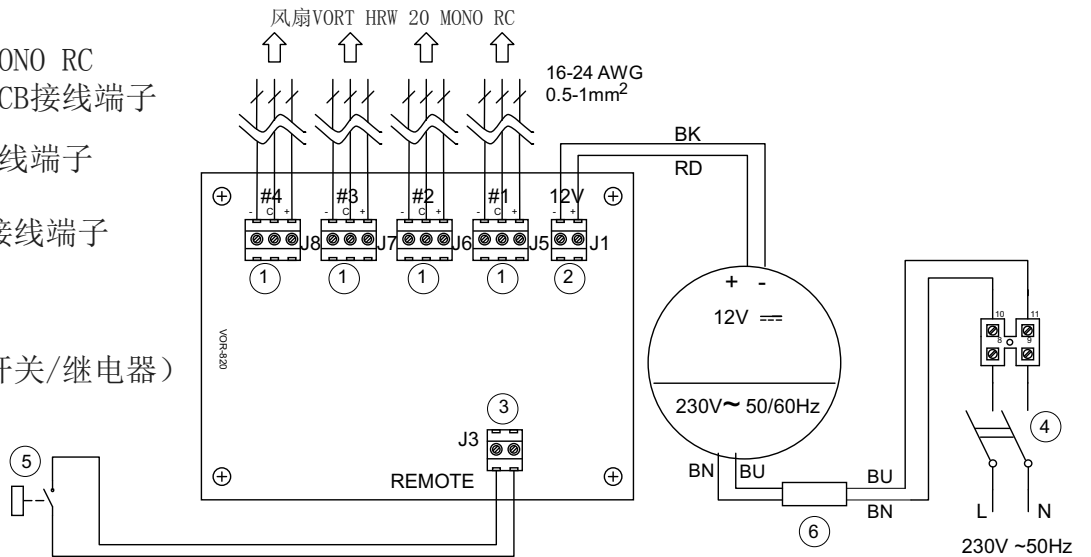 风扇VORT HRW 20 MONO RC
ONO RC
CB接线端子
线端子
接线端子
开关/继电器）
16-24 AWG
0.5-1mm²
BK
RD
#4 #3 #2 #1 12V
- C + - C + - C + - C + - +
J8 J7 J6 J5 J1
1 1 1 1 2
+ -
12V
230V~ 50/60Hz
VOR-820
3
J3
REMOTE
5
BN BU
BU
BN
6
10 11
8 9
4
L N
230V ~50Hz